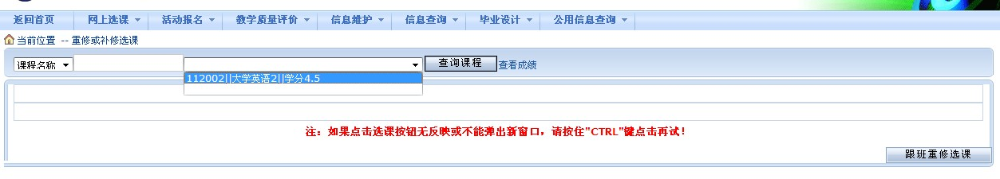 返回首页 网上选课 活动报名 教学质量评价 信息维护 信息查询 毕业设计 公用信息查询
当前位置 -- 重修或补修选课
课程名称 查询课程 查看成绩
112002||大学英语2||学分4.5
注：如果点击选课按钮无反映或不能弹出新窗口，请按住"CTRL"键点击再试！
跟班重修选课